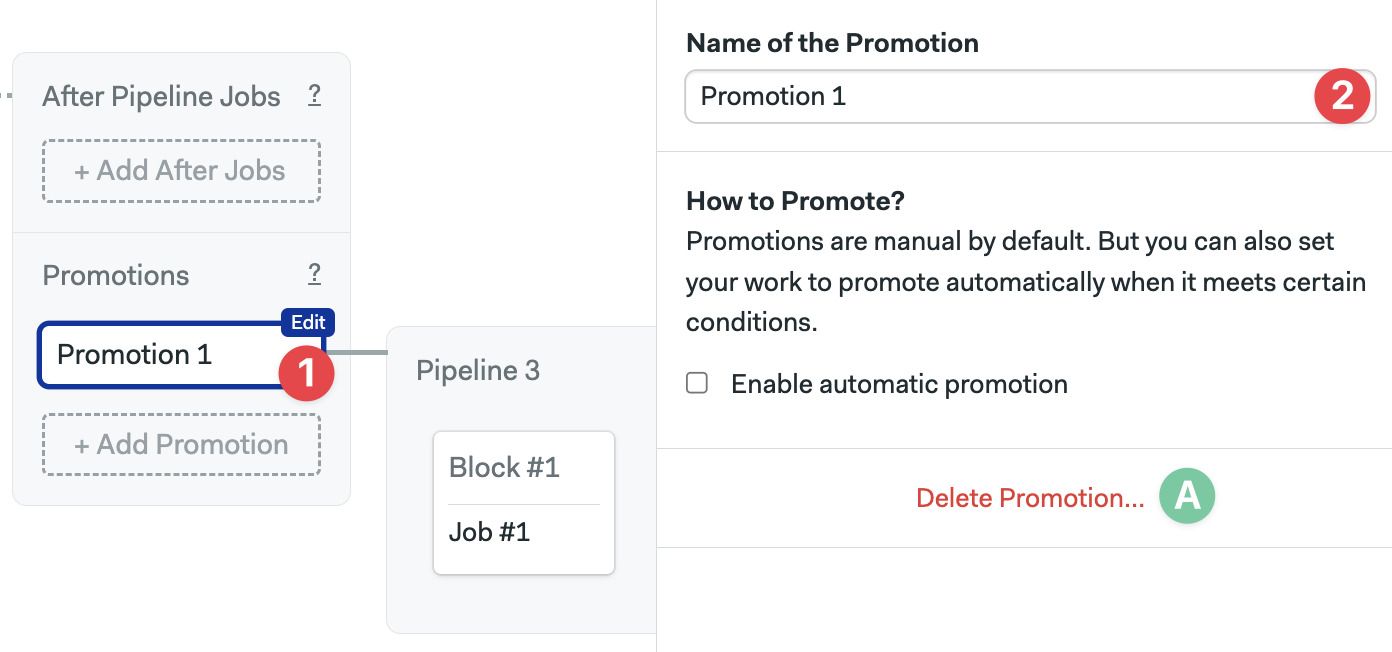 After Pipeline Jobs ?
+ Add After Jobs
Promotions ?
Edit
Promotion 1
1
+ Add Promotion
Pipeline 3
Block #1
Job #1
Name of the Promotion
Promotion 1
2
How to Promote?
Promotions are manual by default. But you can also set
your work to promote automatically when it meets certain
conditions.
Enable automatic promotion
Delete Promotion...
A